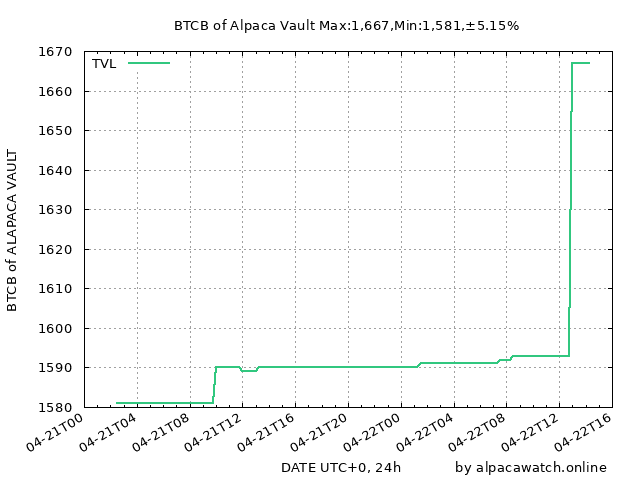 BTCB of Alpaca Vault Max:1,667,Min:1,581,±5.15%
TVL
BTCB of ALAPACA VAULT
1670
1660
1650
1640
1630
1620
1610
1600
1590
1580
04-21T00
04-21T04
04-21T08
04-21T12
04-21T16
04-21T20
04-22T00
04-22T04
04-22T08
04-22T12
04-22T16
DATE UTC+0, 24h
by alpacawatch.online